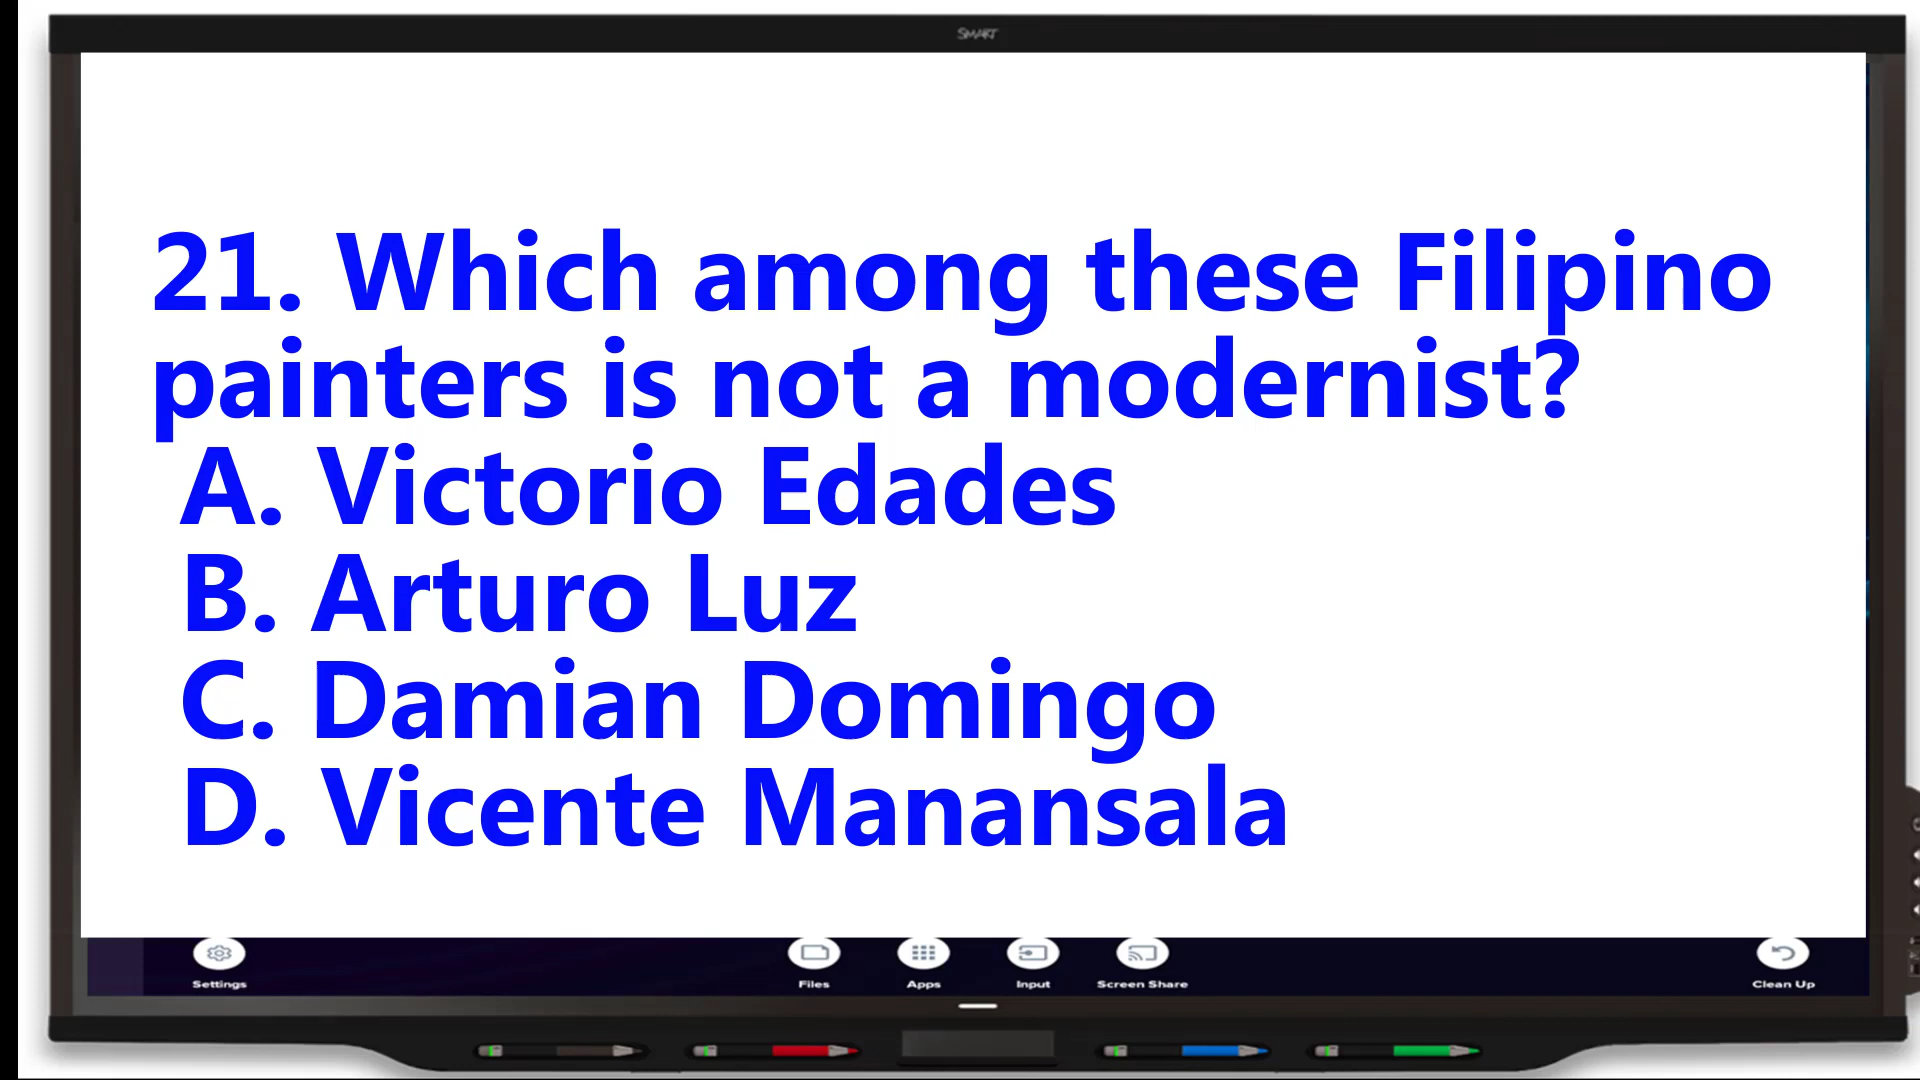 SMART
21. Which among these Filipino
painters is not a modernist?
A. Victorio Edades
B. Arturo Luz
C. Damian Domingo
D. Vicente Manansala
Settings
Files
Apps
Input
Screen Share
Clean Up